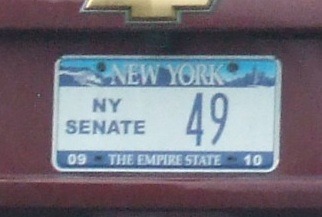 NEW YORK
NY
SENATE 49
09 THE EMPIRE STATE 10